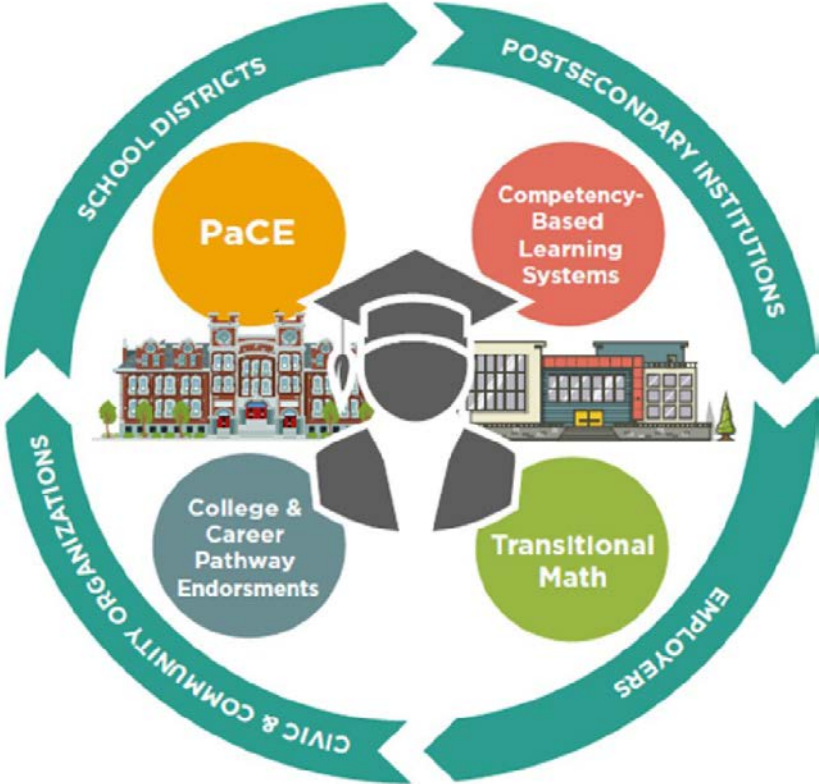 SCHOOL DISTRICTS
POSTSECONDARY INSTITUTIONS
PaCE
Competency-
Based
Learning
Systems
College &
Career
Pathway
Endorsments
Transitional
Math
CIVIC & COMMUNITY ORGANIZATIONS
EMPLOYERS